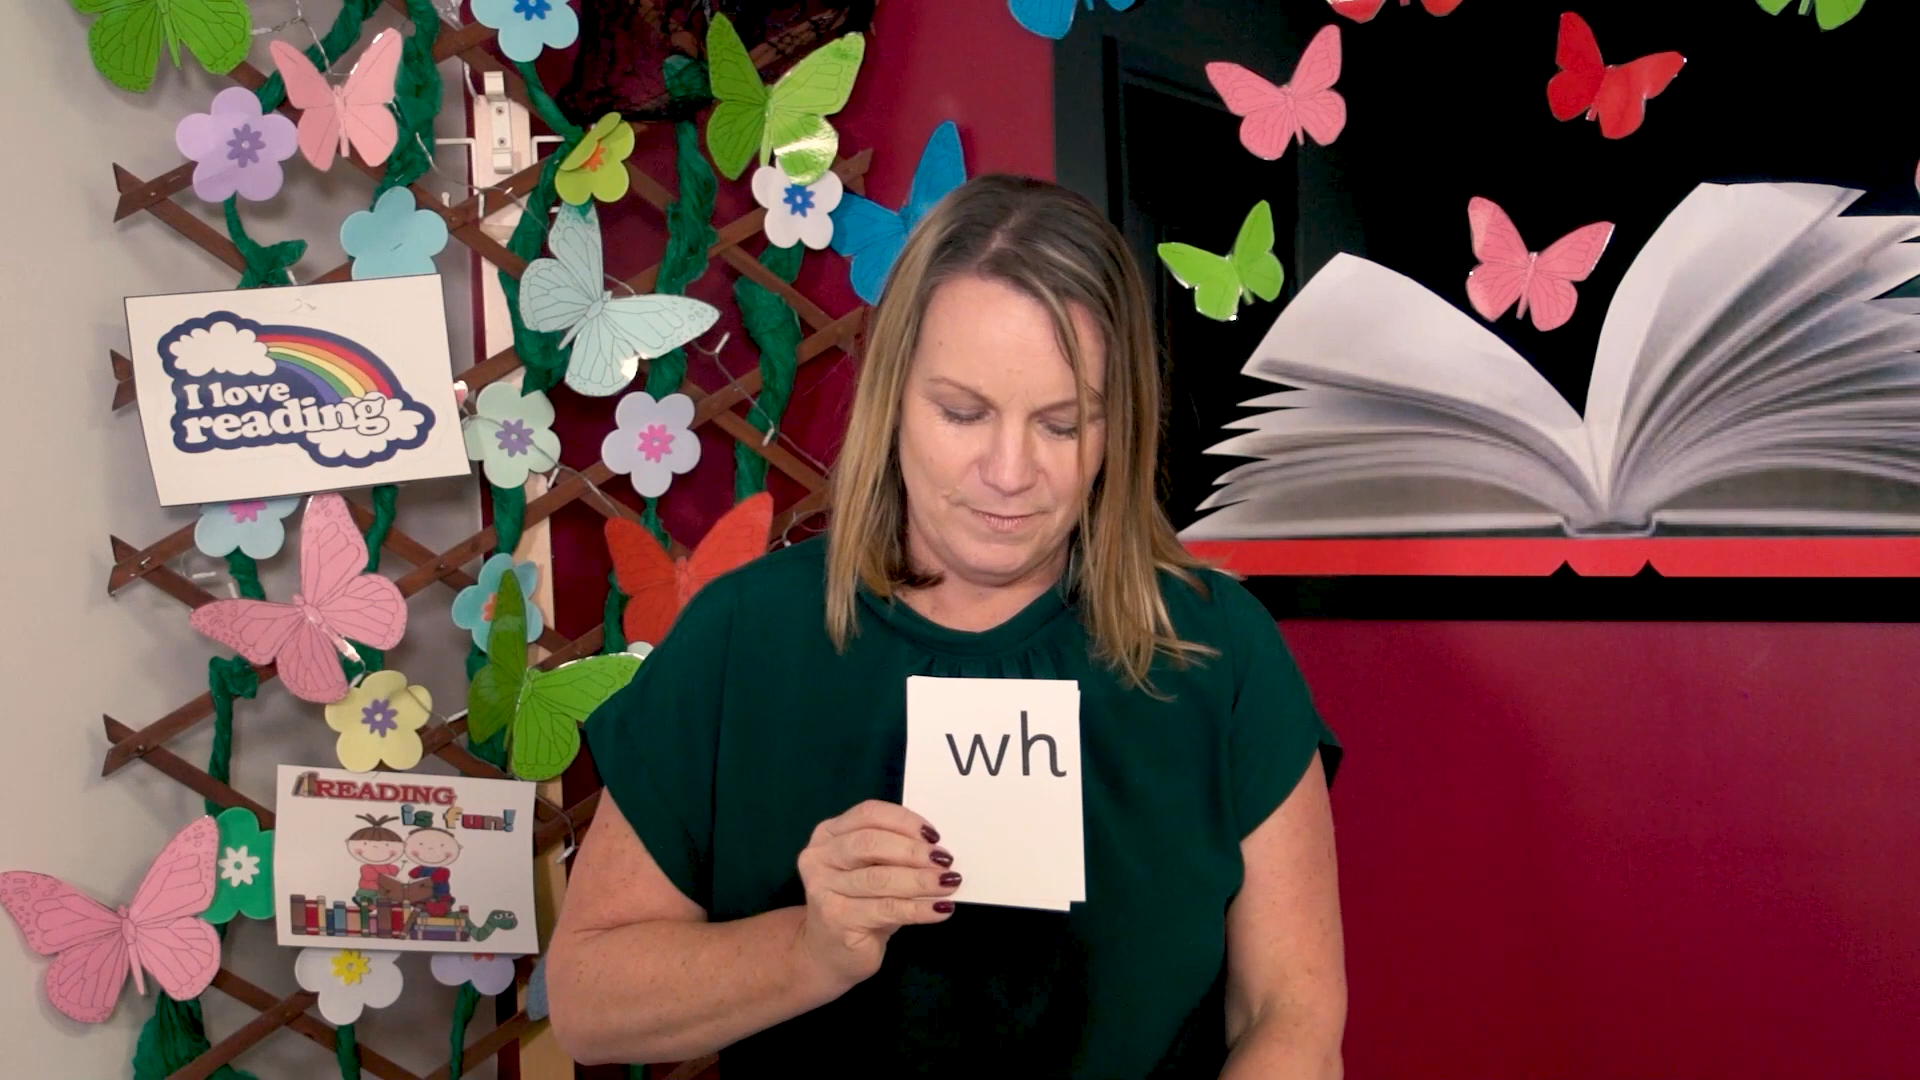 I love
reading
READING
is fun!
wh